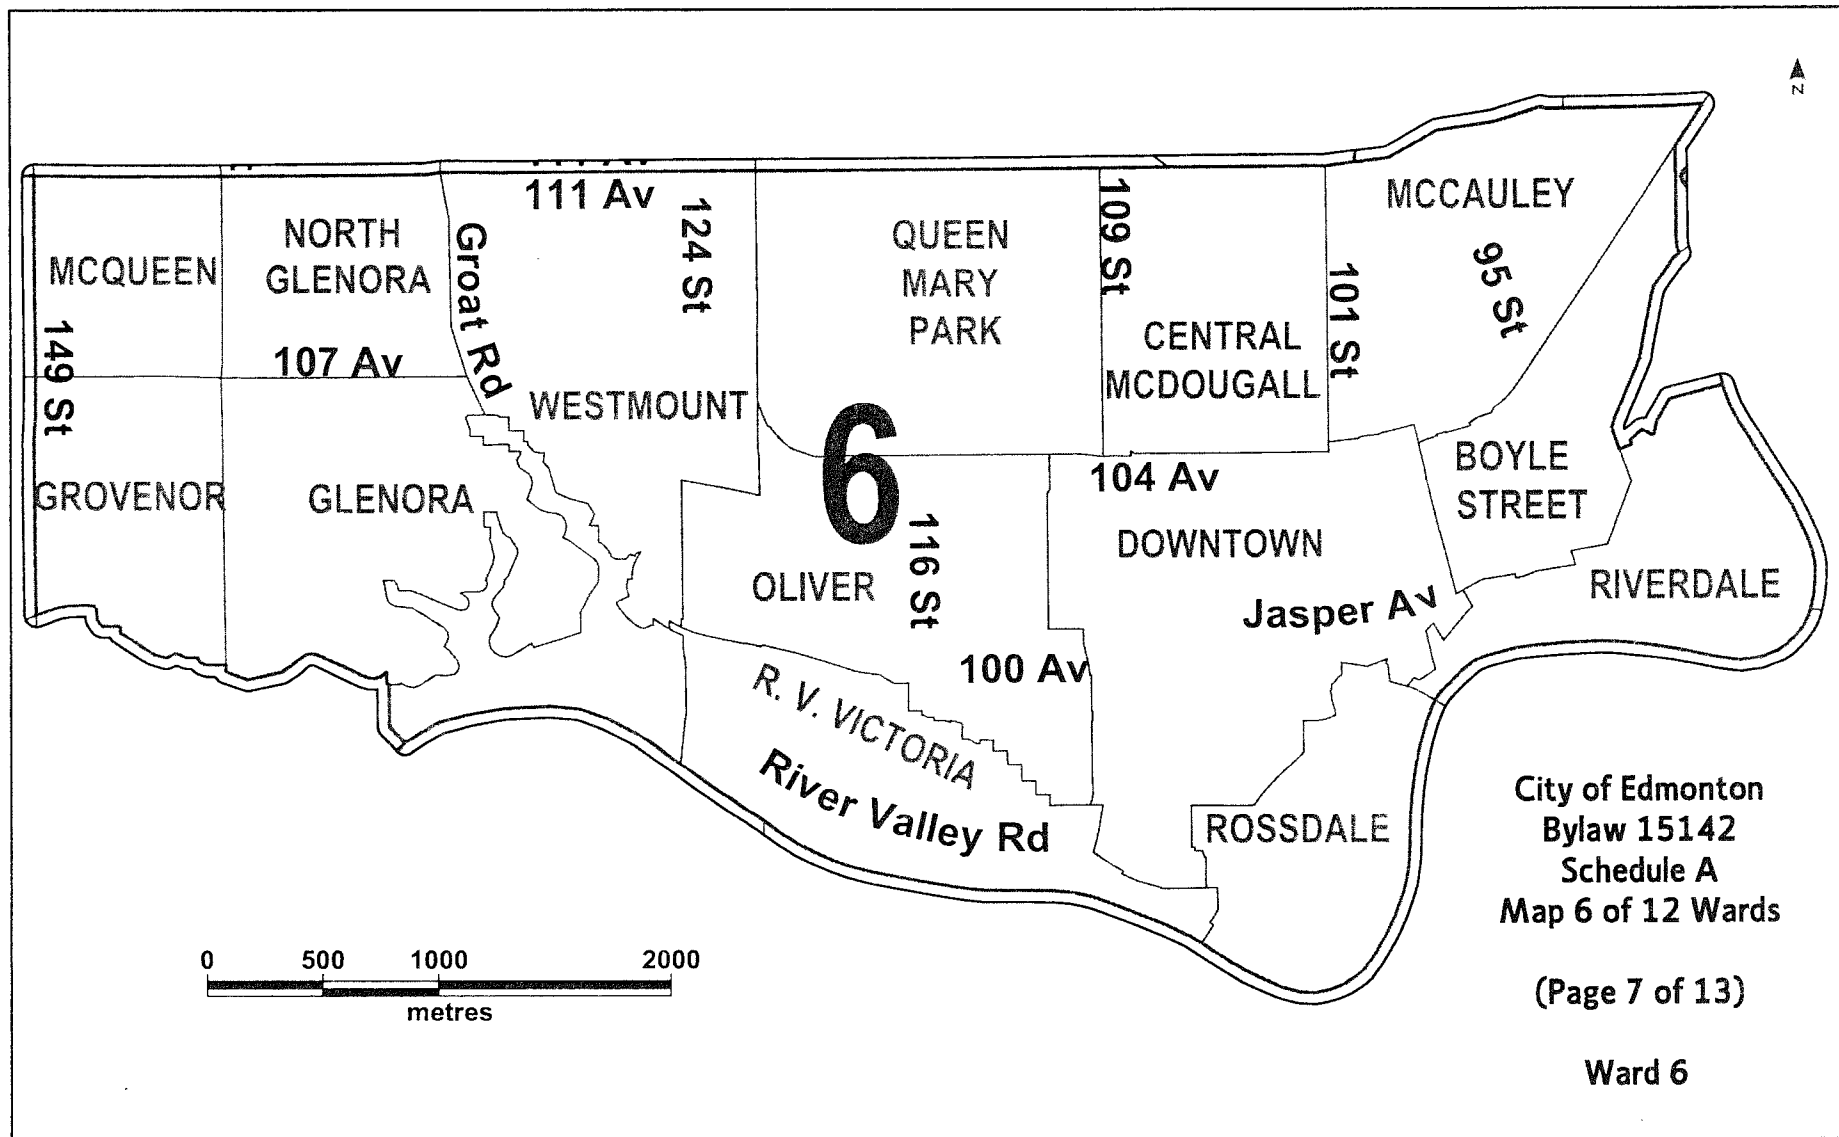 N
111 Av
MCQUEEN
NORTH
GLENORA
Groat Rd
124 St
QUEEN
MARY
PARK
109 St
CENTRAL
MCDOUGALL
101 St
MCCAULEY
95 St
149 St
107 Av
WESTMOUNT
6
GROVENOR
GLENORA
104 Av
BOYLE
STREET
DOWNTOWN
OLIVER
116 St
Jasper Av
RIVERDALE
100 Av
R. V. VICTORIA
River Valley Rd
ROSSDALE
City of Edmonton
Bylaw 15142
Schedule A
Map 6 of 12 Wards
(Page 7 of 13)
Ward 6
0 500 1000 2000
metres